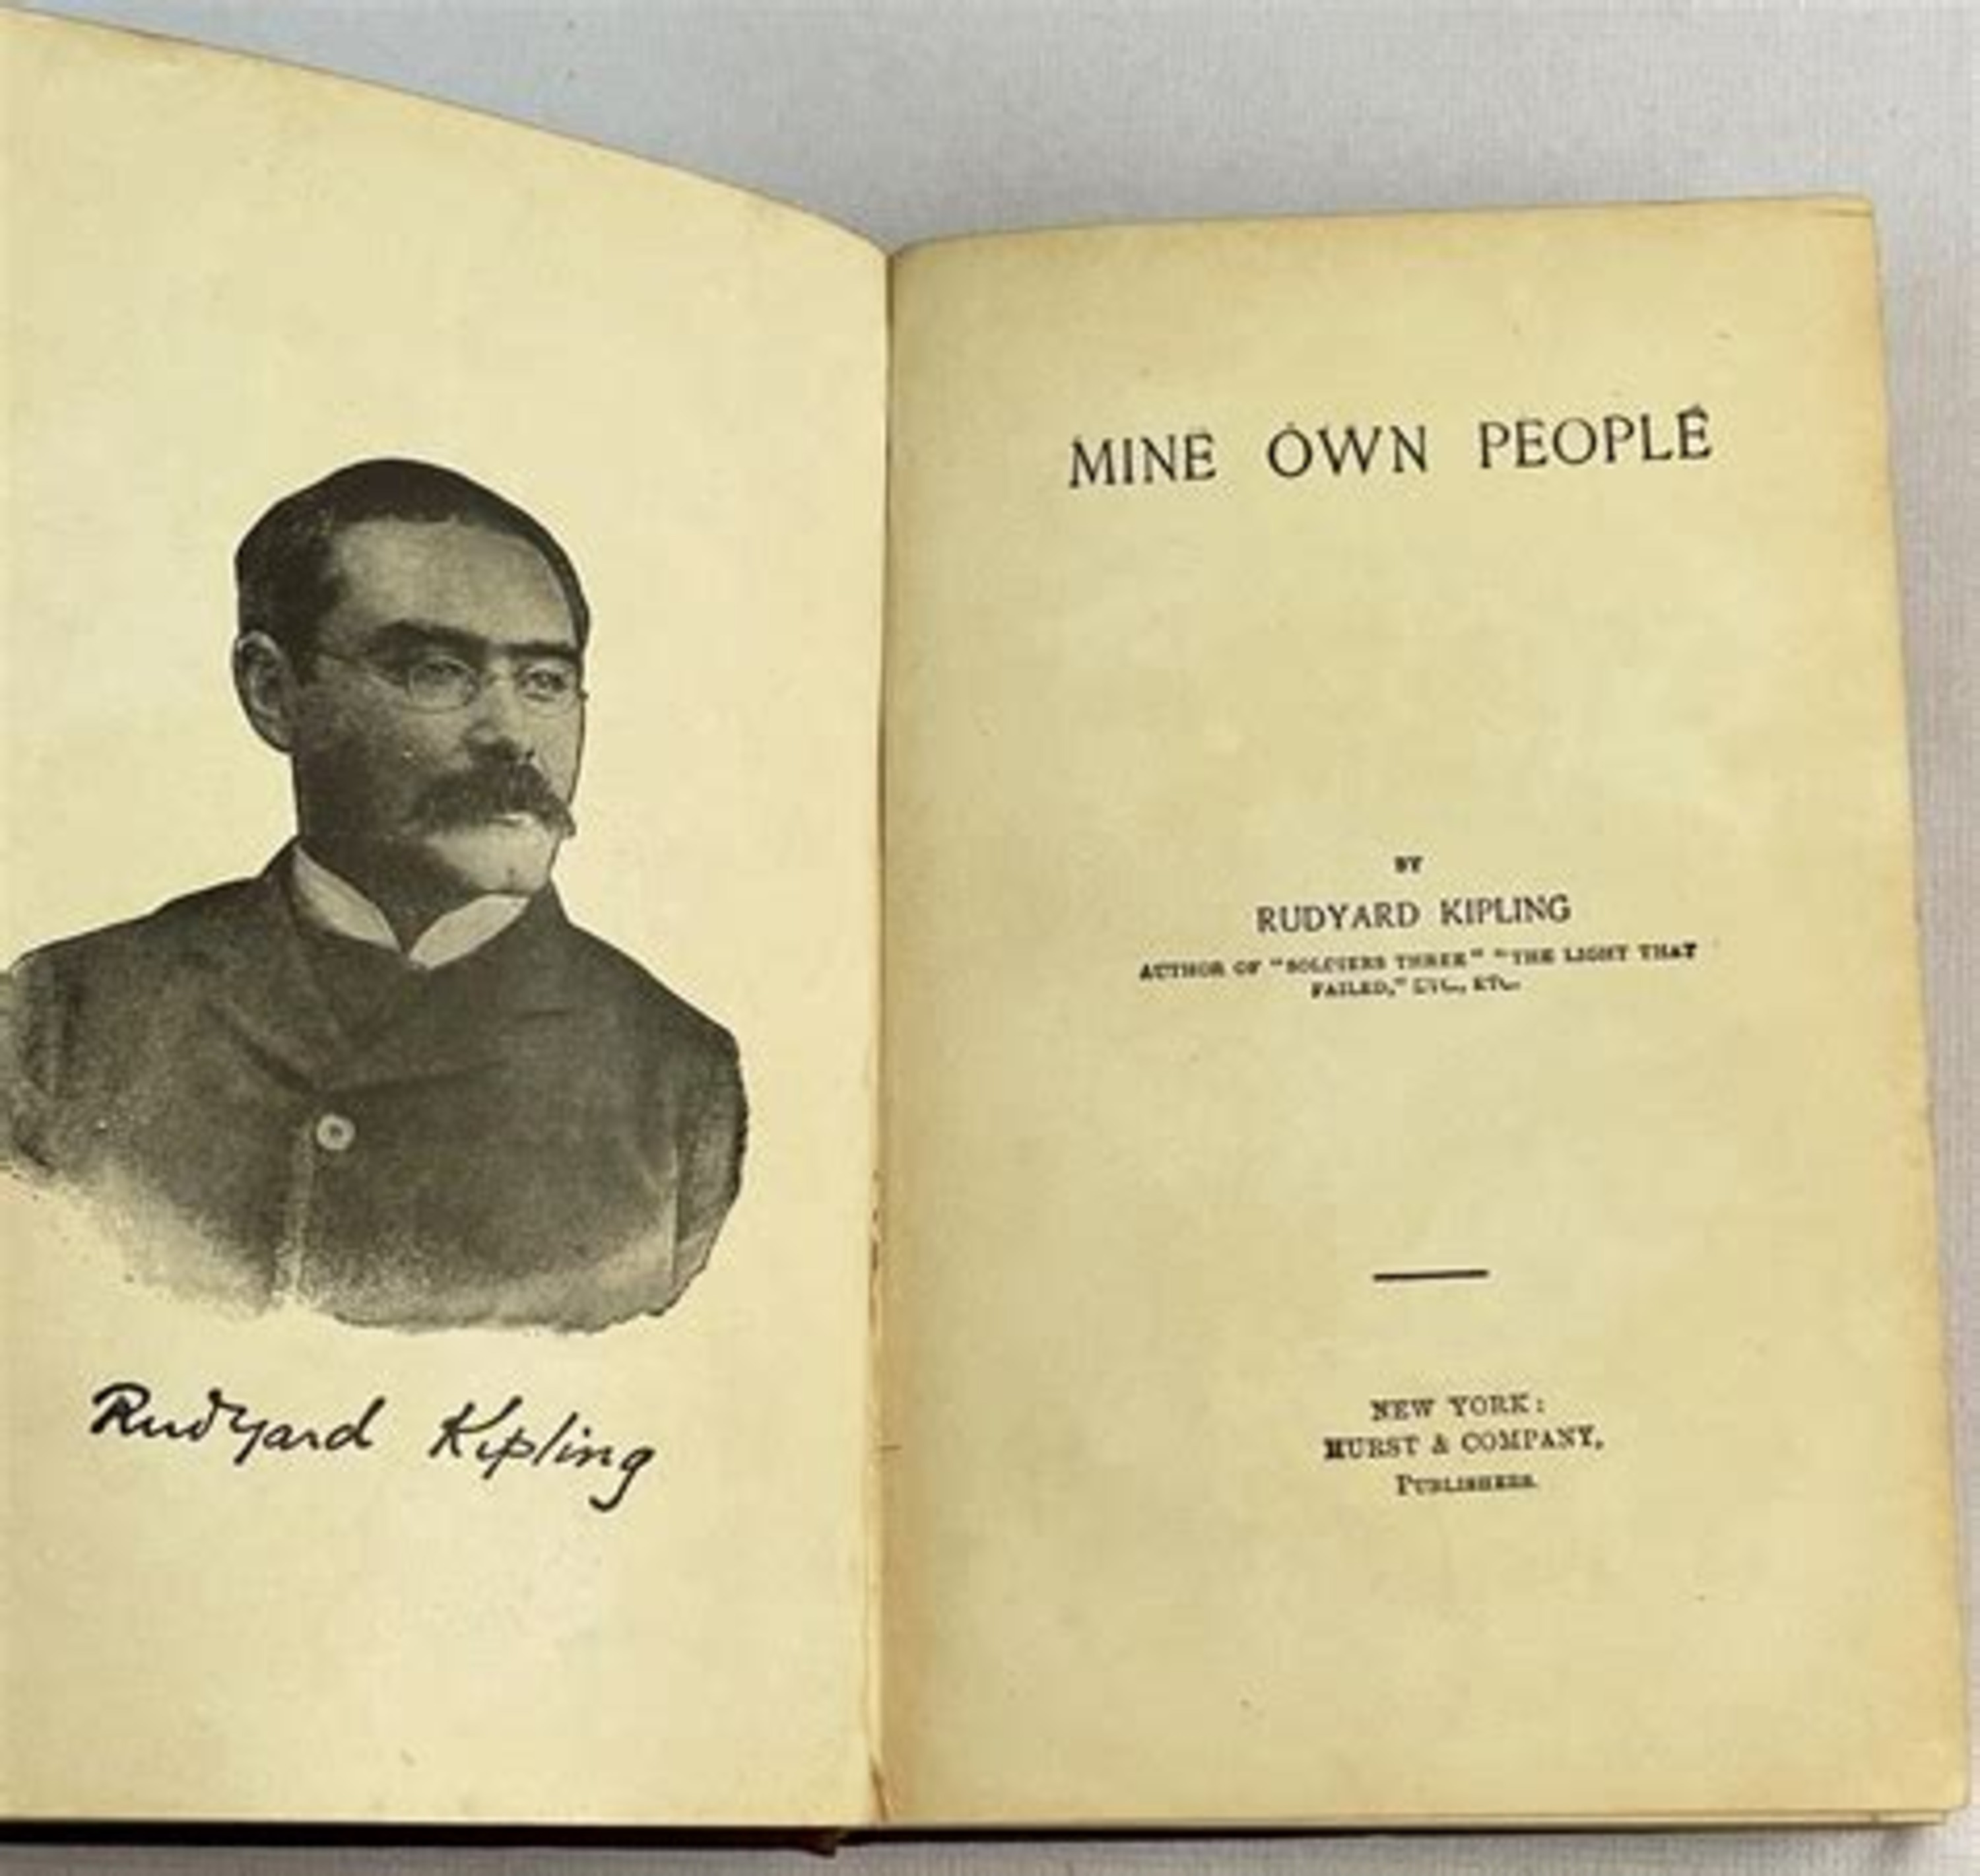 Rudyard Kipling
MINE OWN PEOPLE
BY
RUDYARD KIPLING
AUTHOR OF "SOLDIERS THREE" "THE LIGHT THAT
FAILED," ETC., ETC.
NEW YORK:
HURST & COMPANY,
PUBLISHERS.